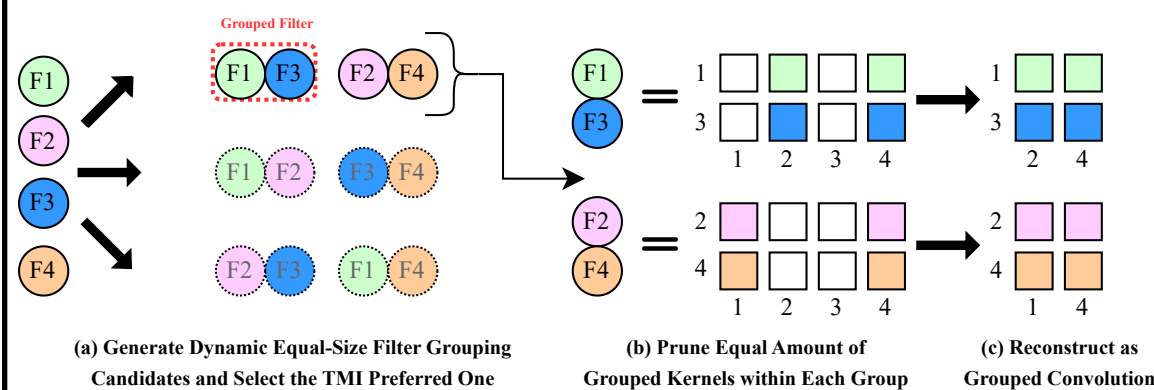 Grouped Filter
F1
F2
F3
F4
F1 F3 F2 F4
F1 F2 F3 F4
F2 F3 F1 F4
F1
F3
=
1
3
1 2 3 4
1
3
2 4
F2
F4
=
2
4
1 2 3 4
2
4
1 4
(a) Generate Dynamic Equal-Size Filter Grouping
Candidates and Select the TMI Preferred One
(b) Prune Equal Amount of
Grouped Kernels within Each Group
(c) Reconstruct as
Grouped Convolution